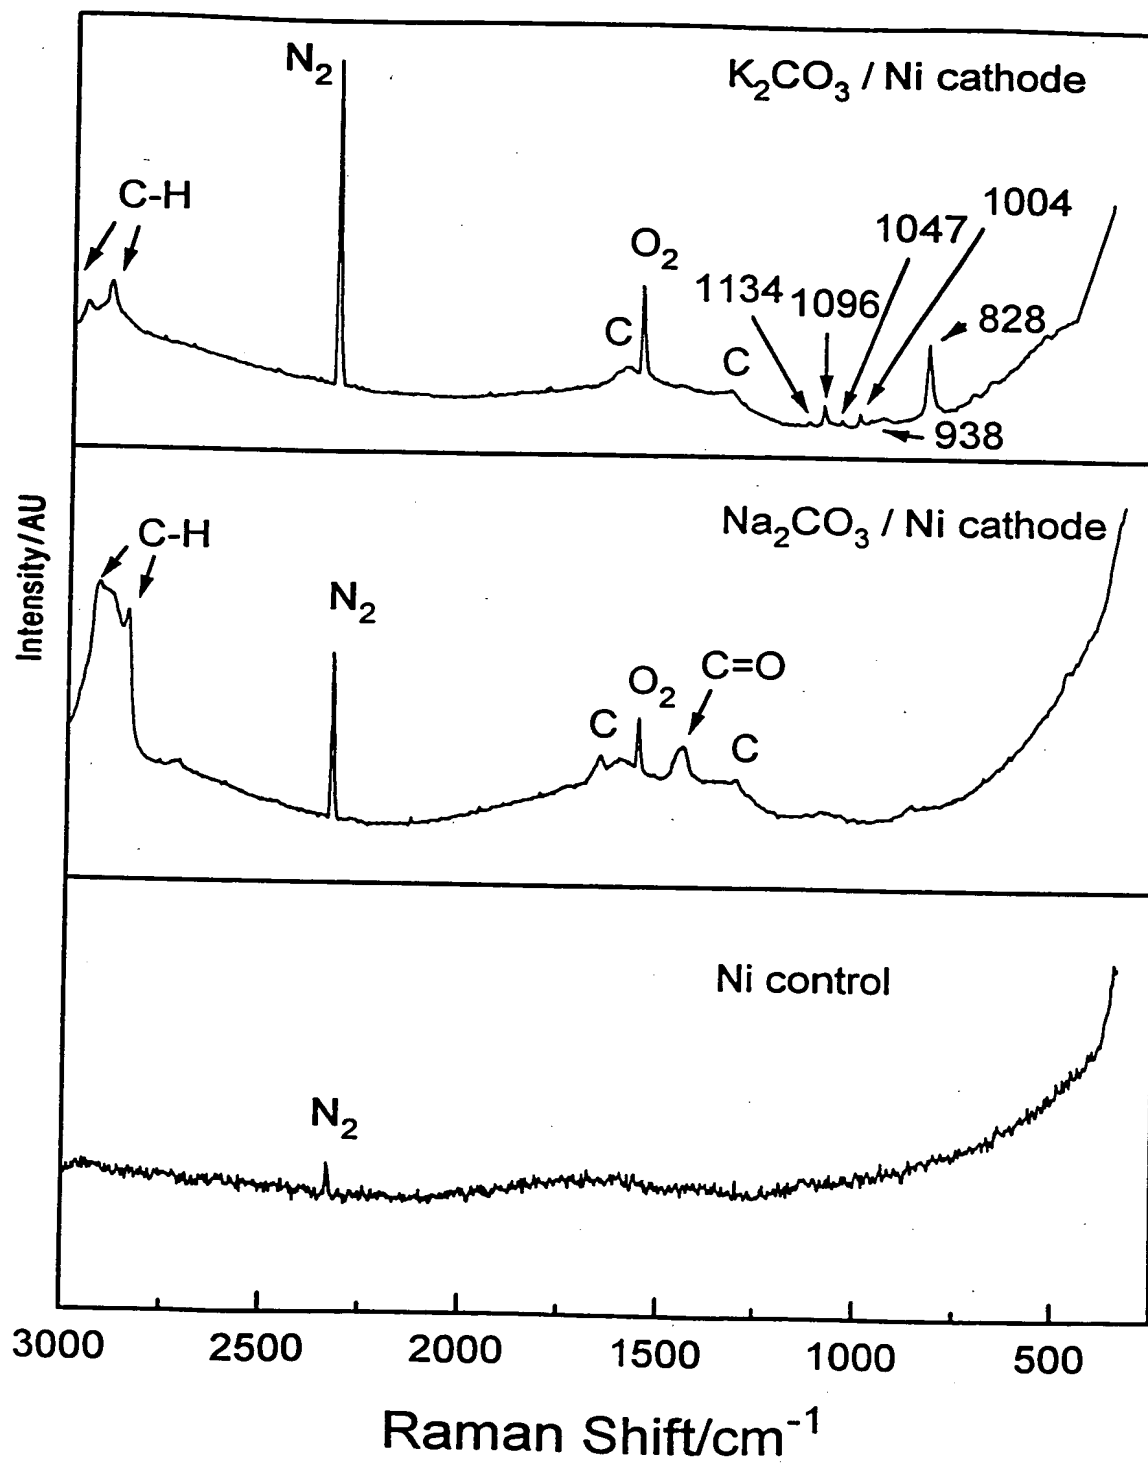 N₂
K₂CO₃ / Ni cathode
C-H
1004
1047
O₂
1134
1096
828
C
C
938
Intensity/AU
Na₂CO₃ / Ni cathode
C-H
N₂
C=O
O₂
C
C
Ni control
N₂
3000 2500 2000 1500 1000 500
Raman Shift/cm⁻¹